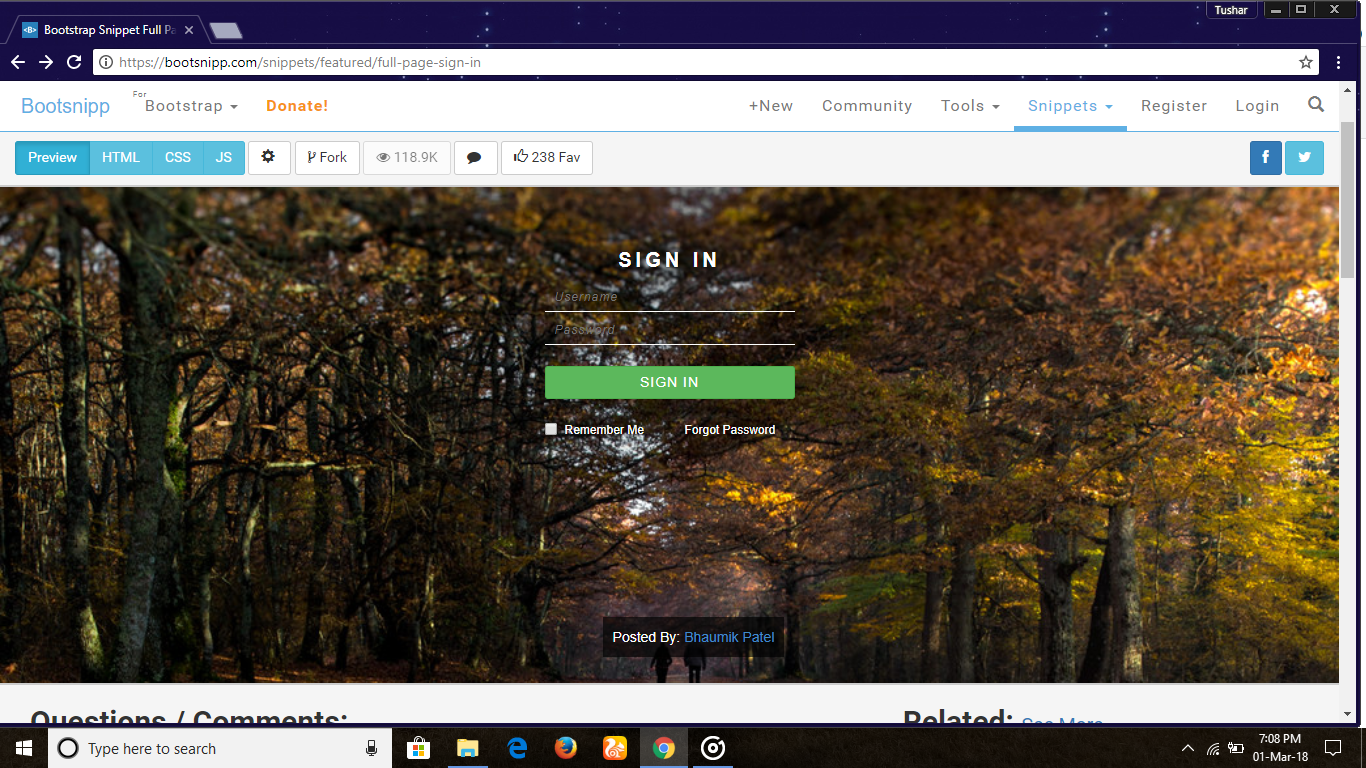 Tushar
Bootstrap Snippet Full Pa
https://bootsnipp.com/snippets/featured/full-page-sign-in
Bootsnipp
For
Bootstrap
Donate!
+New
Community
Tools
Snippets
Register
Login
Preview
HTML
CSS
JS
Fork
118.9K
238 Fav
SIGN IN
Username
Password
SIGN IN
Remember Me
Forgot Password
Posted By: Bhaumik Patel
Questions / Comments:
Related: See More
Type here to search
7:08 PM
01-Mar-18